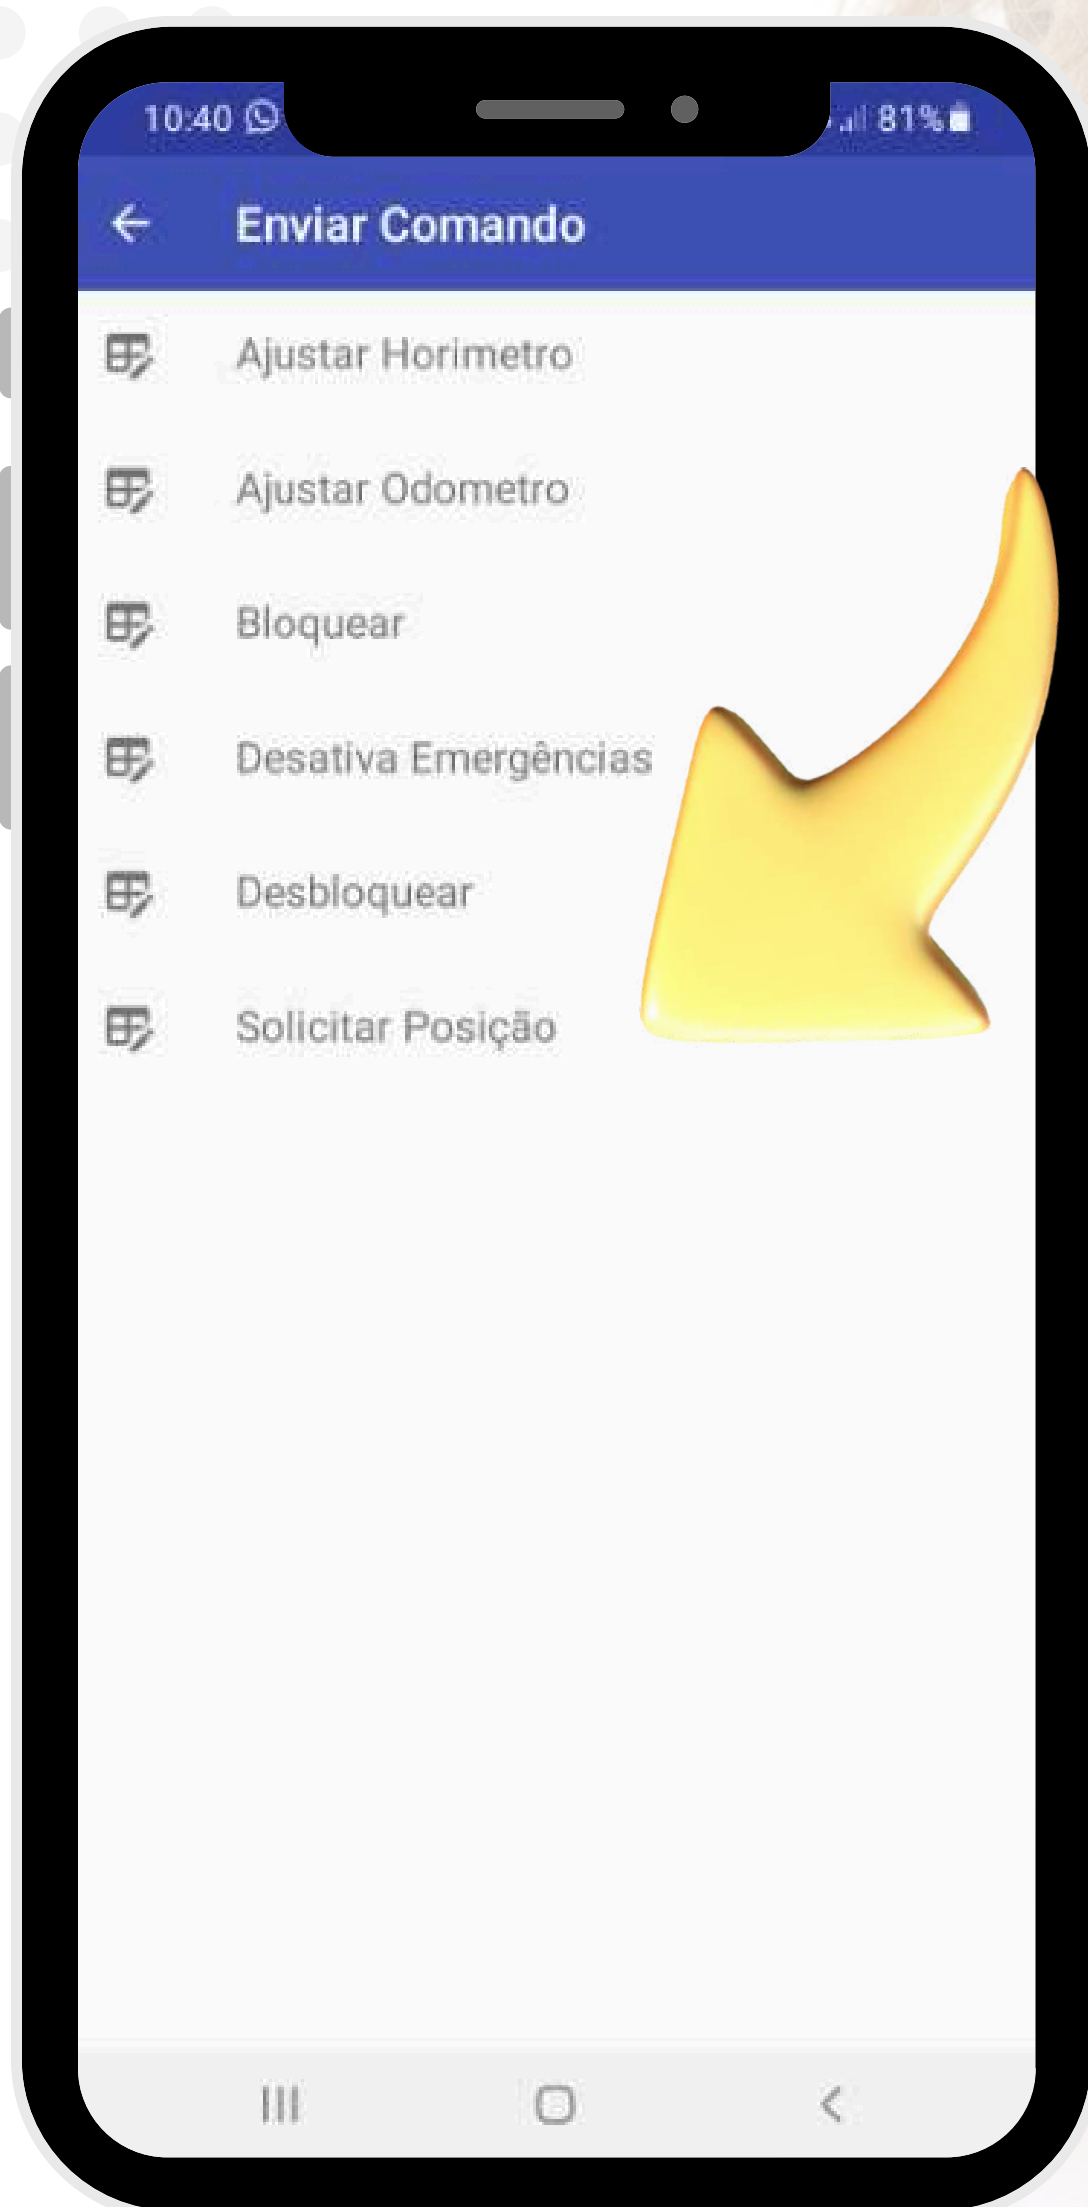 10:40
81%
Enviar Comando
Ajustar Horimetro
Ajustar Odometro
Bloquear
Desativa Emergências
Desbloquear
Solicitar Posição